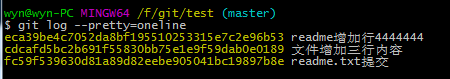 wyn@wyn-PC MINGW64 /f/git/test (master)
$ git log --pretty=oneline
eca39be4c7052da8bf195510253315e7c2e96b53 readme增加行4444444
cdcafd5bc2b691f55830bb75e1e9f59dab0e0189 文件增加三行内容
fc59f539630d81a89d82eebe905041bc19897b8e readme.txt提交